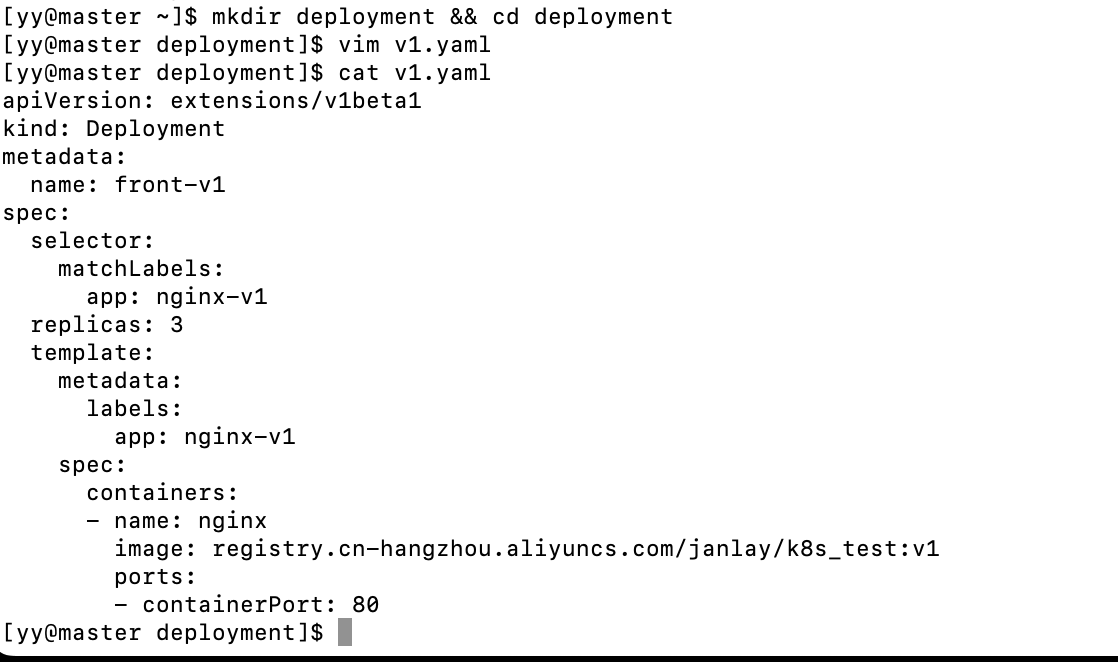 [yy@master ~]$ mkdir deployment && cd deployment
[yy@master deployment]$ vim v1.yaml
[yy@master deployment]$ cat v1.yaml
apiVersion: extensions/v1beta1
kind: Deployment
metadata:
  name: front-v1
spec:
  selector:
    matchLabels:
      app: nginx-v1
  replicas: 3
  template:
    metadata:
      labels:
        app: nginx-v1
    spec:
      containers:
      - name: nginx
        image: registry.cn-hangzhou.aliyuncs.com/janlay/k8s_test:v1
        ports:
        - containerPort: 80
[yy@master deployment]$